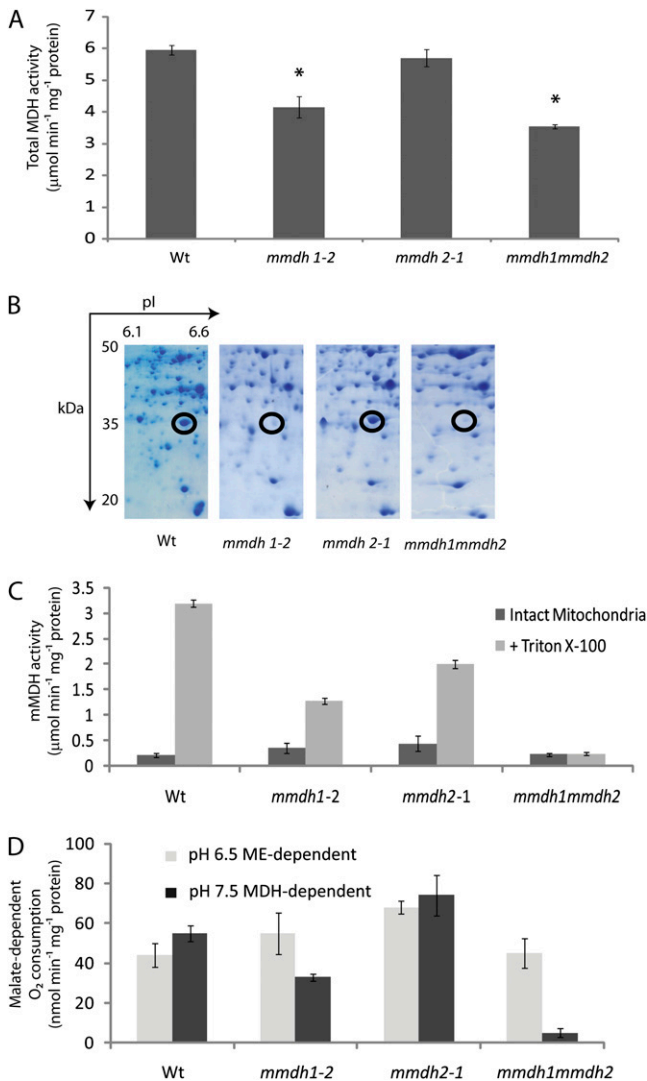 A
Total MDH activity
(µmol min⁻¹ mg⁻¹ protein)
7
6
5
4
3
2
1
0
*
*
Wt
mmdh 1-2
mmdh 2-1
mmdh1mmdh2
B
pI
6.1
6.6
kDa
50
35
20
Wt
mmdh 1-2
mmdh 2-1
mmdh1mmdh2
C
mMDH activity
(µmol min⁻¹ mg⁻¹ protein)
3.5
3
2.5
2
1.5
1
0.5
0
Intact Mitochondria
+ Triton X-100
Wt
mmdh1-2
mmdh2-1
mmdh1mmdh2
D
Malate-dependent
O₂ consumption
(nmol min⁻¹ mg⁻¹ protein)
100
80
60
40
20
0
pH 6.5 ME-dependent
pH 7.5 MDH-dependent
Wt
mmdh1-2
mmdh2-1
mmdh1mmdh2